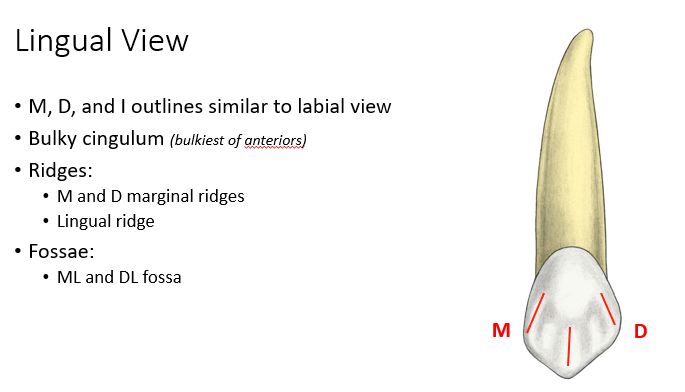 Lingual View
• M, D, and I outlines similar to labial view
• Bulky cingulum (bulkiest of anteriors)
• Ridges:
• M and D marginal ridges
• Lingual ridge
• Fossae:
• ML and DL fossa
M D